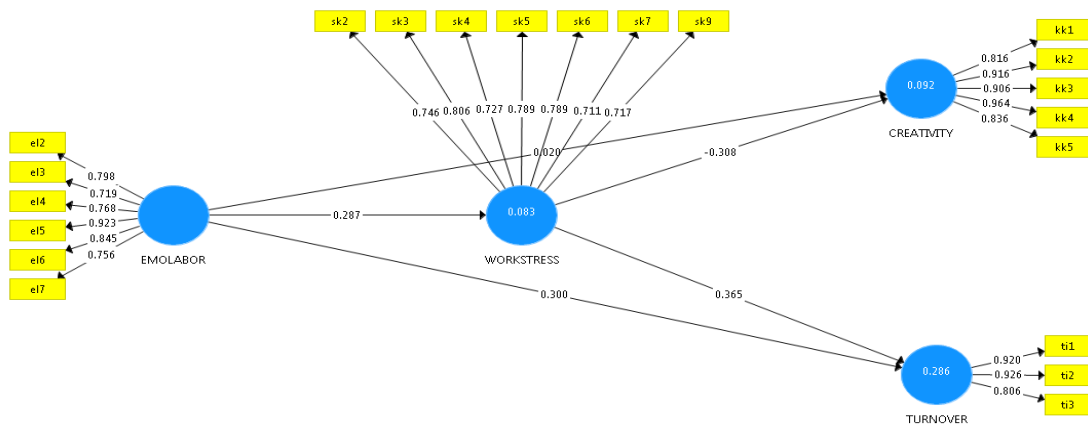 sk2 sk3 sk4 sk5 sk6 sk7 sk9
kk1
0.816
kk2
0.916
0.092
0.906
kk3
0.964
kk4
0.836
kk5
CREATIVITY
0.746 0.806 0.727 0.789 0.789 0.711 0.717
el2
0.020
-0.308
0.798
el3
0.719
el4
0.768
0.287
0.083
0.923
el5
0.845
el6
0.756
el7
EMOLABOR
WORKSTRESS
0.300
0.365
ti1
0.920
0.286
0.926
ti2
0.806
ti3
TURNOVER